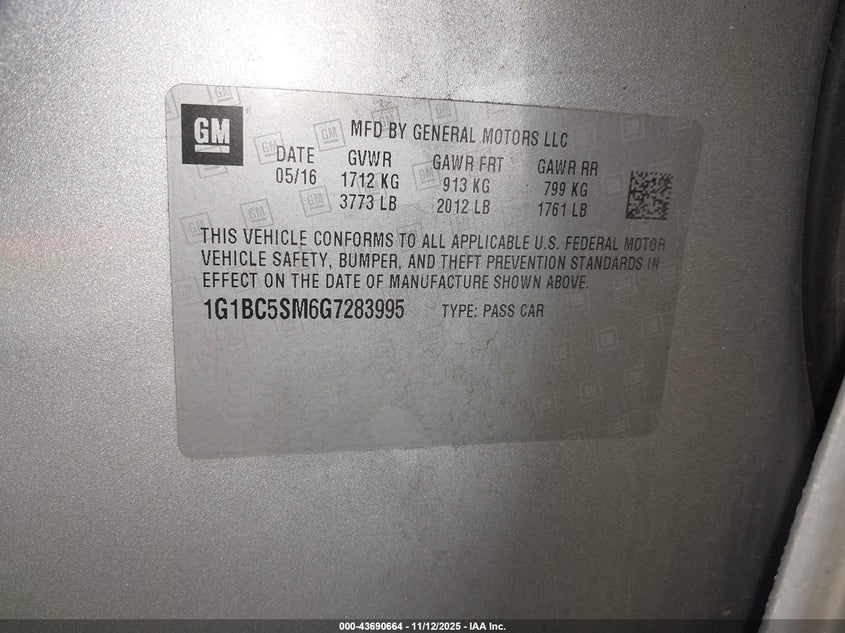 GM
MFD BY GENERAL MOTORS LLC
DATE GVWR GAWR FRT GAWR RR
05/16 1712 KG 913 KG 799 KG
3773 LB 2012 LB 1761 LB
THIS VEHICLE CONFORMS TO ALL APPLICABLE U.S. FEDERAL MOTOR
VEHICLE SAFETY, BUMPER, AND THEFT PREVENTION STANDARDS IN
EFFECT ON THE DATE OF MANUFACTURE SHOWN ABOVE.
1G1BC5SM6G7283995 TYPE: PASS CAR
000-43690664 - 11/12/2025 - IAA Inc.